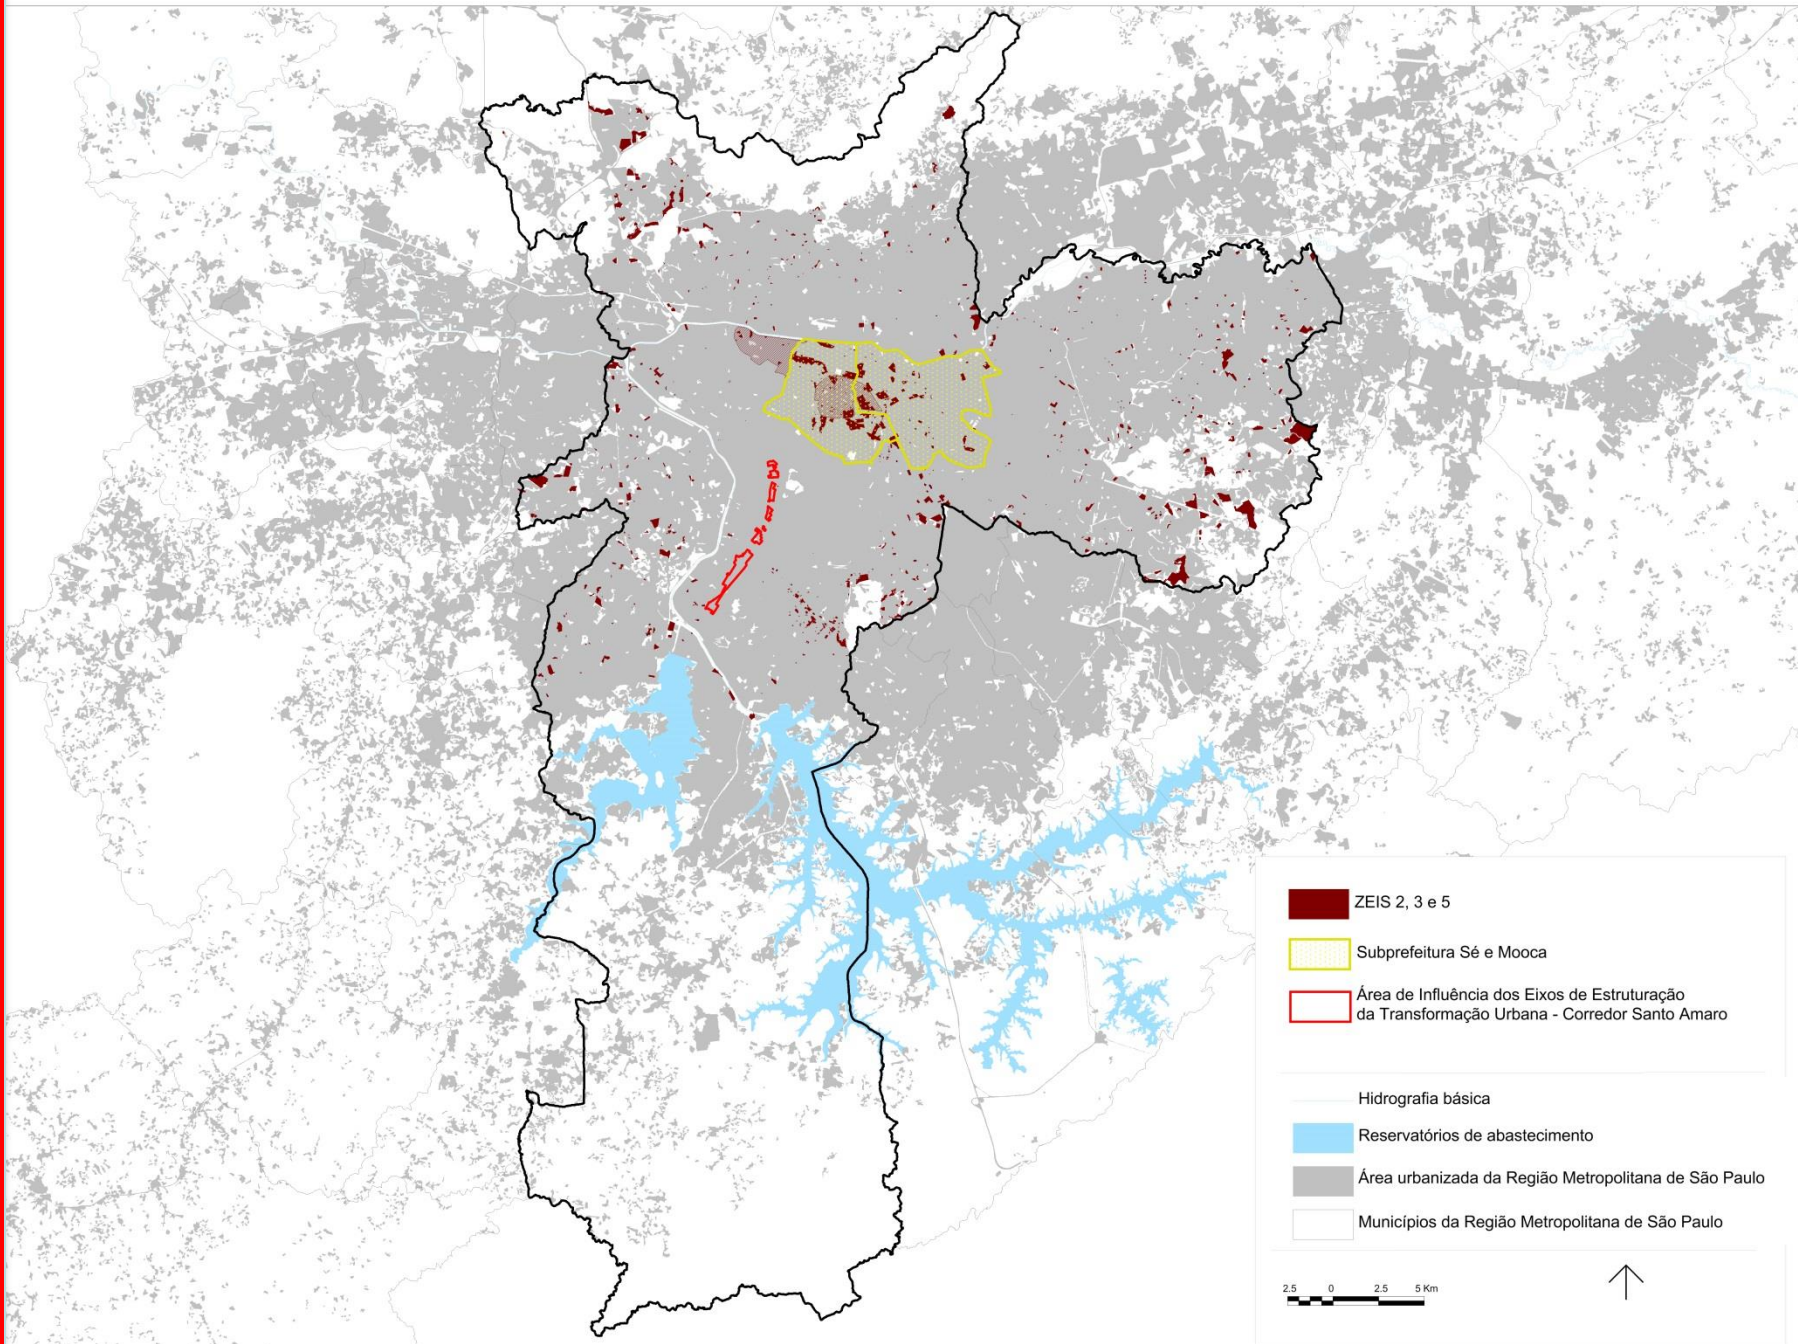 ZEIS 2, 3 e 5
Subprefeitura Sé e Mooca
Área de Influência dos Eixos de Estruturação
da Transformação Urbana - Corredor Santo Amaro
Hidrografia básica
Reservatórios de abastecimento
Área urbanizada da Região Metropolitana de São Paulo
Municípios da Região Metropolitana de São Paulo
2.5 0 2.5 5 Km